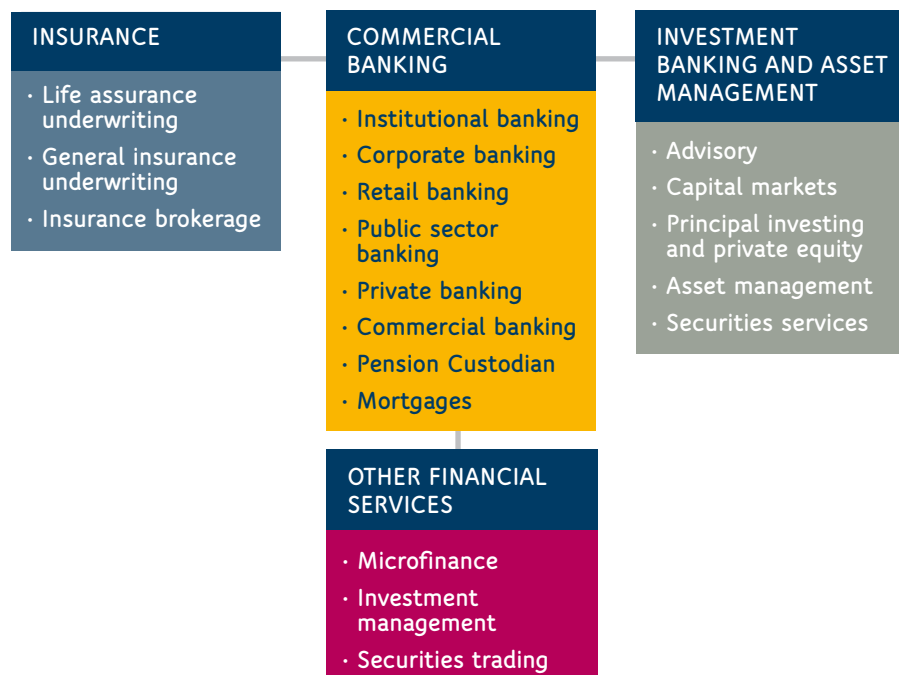 INSURANCE
· Life assurance
underwriting
· General insurance
underwriting
· Insurance brokerage
COMMERCIAL
BANKING
· Institutional banking
· Corporate banking
· Retail banking
· Public sector
banking
· Private banking
· Commercial banking
· Pension Custodian
· Mortgages
INVESTMENT
BANKING AND ASSET
MANAGEMENT
· Advisory
· Capital markets
· Principal investing
and private equity
· Asset management
· Securities services
OTHER FINANCIAL
SERVICES
· Microfinance
· Investment
management
· Securities trading